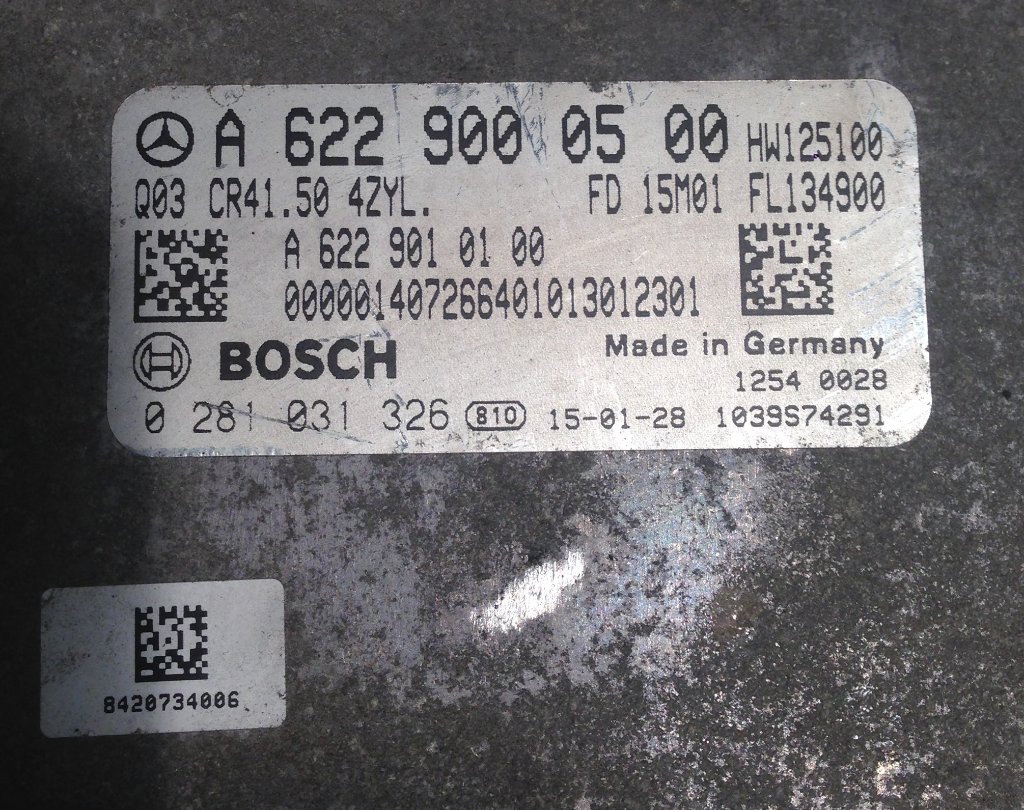 A 622 900 05 00 HW125100
Q03 CR41.50 4ZYL. FD 15M01 FL134900
A 622 901 01 00
000001407266401013012301
BOSCH Made in Germany
1254 0028
0 281 031 326 810 15-01-28 1039S74291
8420734006